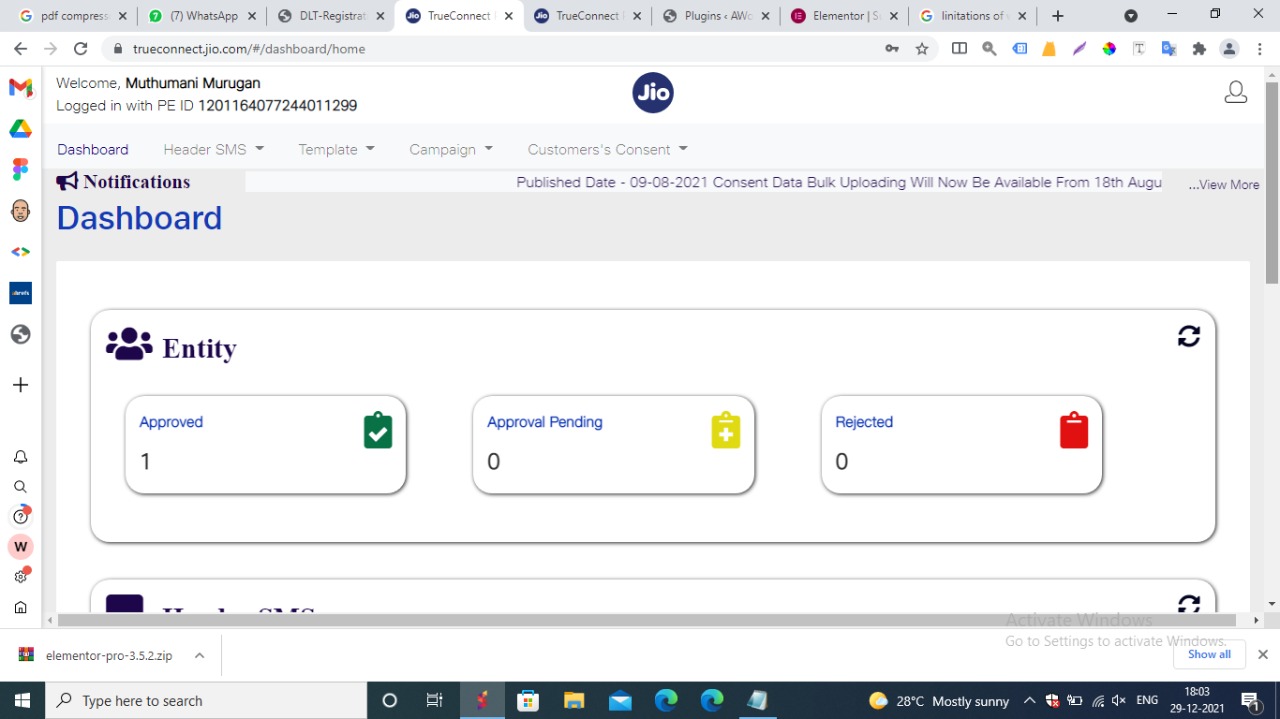 pdf compress
(7) WhatsApp
DLT-Registrat
TrueConnect
TrueConnect
Plugins ‹ AWo
Elementor | S
linitations of
trueconnect.jio.com/#/dashboard/home
Welcome, Muthumani Murugan
Logged in with PE ID 1201164077244011299
Jio
Dashboard Header SMS Template Campaign Customers's Consent
Notifications Published Date - 09-08-2021 Consent Data Bulk Uploading Will Now Be Available From 18th Augu ...View More
Dashboard
Entity
Approved Approval Pending Rejected
1 0 0
W
Header SMS
Activate Windows
Go to Settings to activate Windows.
elementor-pro-3.5.2.zip Show all
Type here to search
28°C Mostly sunny ENG
18:03
29-12-2021
1